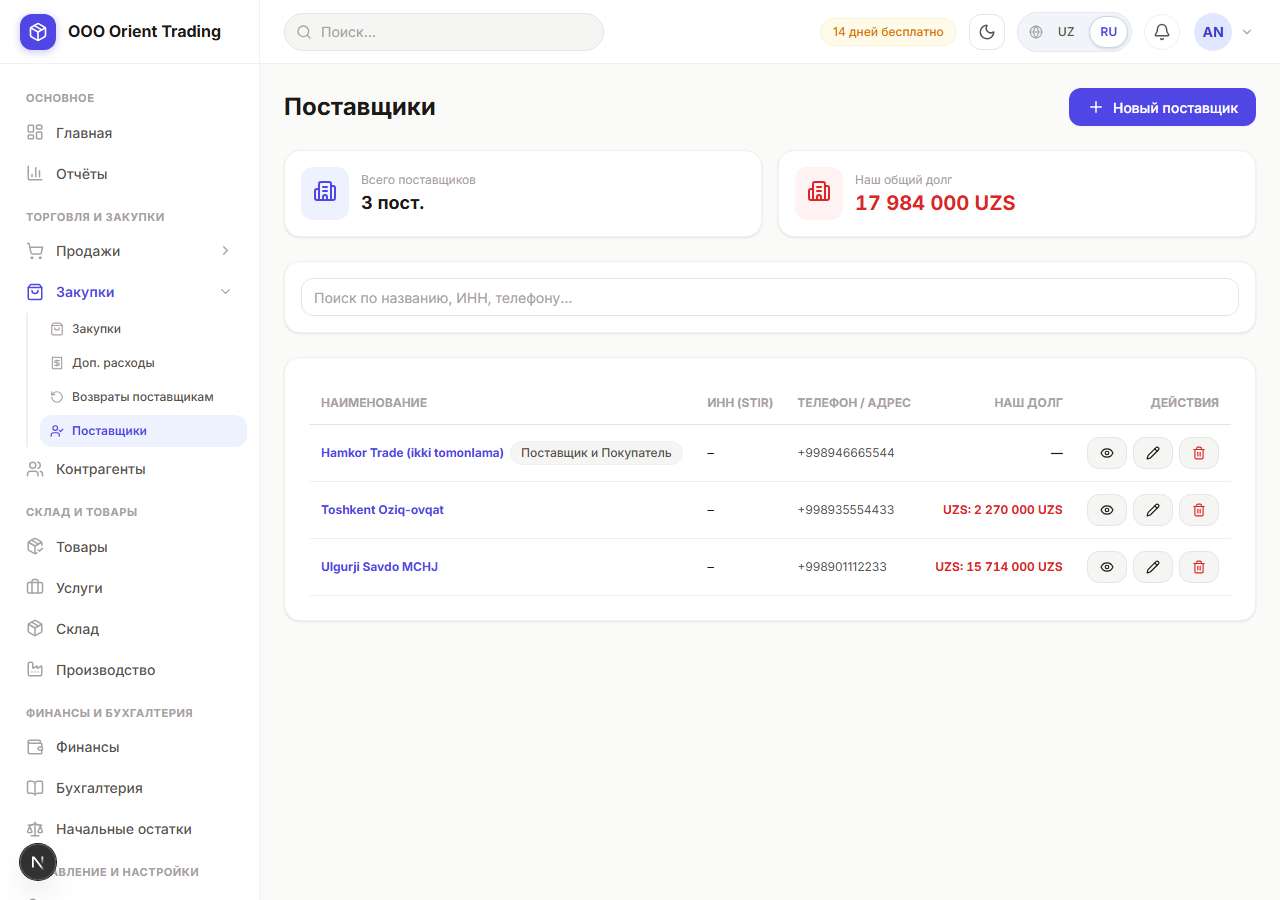 OOO Orient Trading
Поиск...
14 дней бесплатно
UZ
RU
AN
ОСНОВНОЕ
Главная
Отчёты
ТОРГОВЛЯ И ЗАКУПКИ
Продажи
Закупки
Закупки
Доп. расходы
Возвраты поставщикам
Поставщики
Контрагенты
СКЛАД И ТОВАРЫ
Товары
Услуги
Склад
Производство
ФИНАНСЫ И БУХГАЛТЕРИЯ
Финансы
Бухгалтерия
Начальные остатки
АВЛЕНИЕ И НАСТРОЙКИ
N
Поставщики
Новый поставщик
Всего поставщиков
3 пост.
Наш общий долг
17 984 000 UZS
Поиск по названию, ИНН, телефону...
НАИМЕНОВАНИЕ ИНН (STIR) ТЕЛЕФОН / АДРЕС НАШ ДОЛГ ДЕЙСТВИЯ
Hamkor Trade (ikki tomonlama) Поставщик и Покупатель – +998946665544 —
Toshkent Oziq-ovqat – +998935554433 UZS: 2 270 000 UZS
Ulgurji Savdo MCHJ – +998901112233 UZS: 15 714 000 UZS